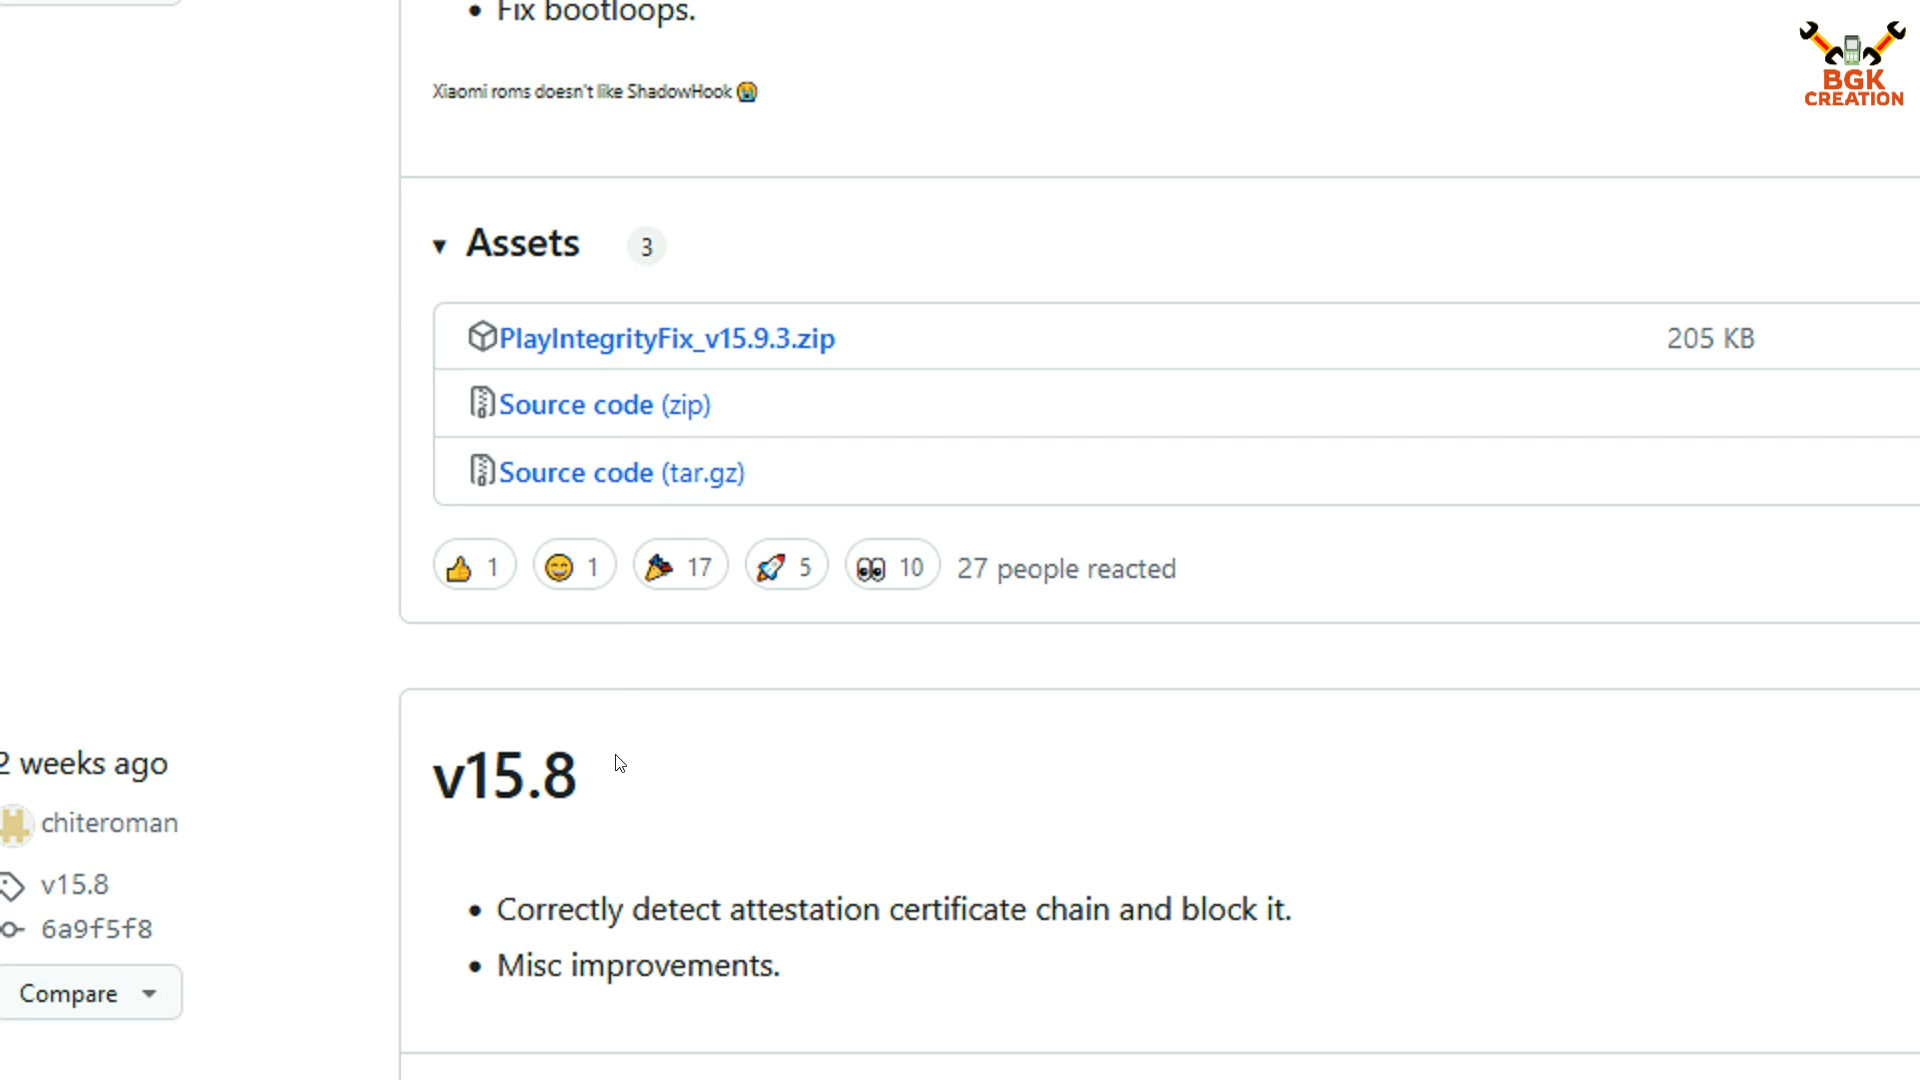 Fix bootloops.
Xiaomi roms doesn't like ShadowHook 😭
BGK
CREATION
Assets 3
PlayIntegrityFix_v15.9.3.zip 205 KB
Source code (zip)
Source code (tar.gz)
👍 1 😄 1 🎉 17 🚀 5 👀 10 27 people reacted
2 weeks ago
chiteroman
v15.8
6a9f5f8
Compare
v15.8
Correctly detect attestation certificate chain and block it.
Misc improvements.